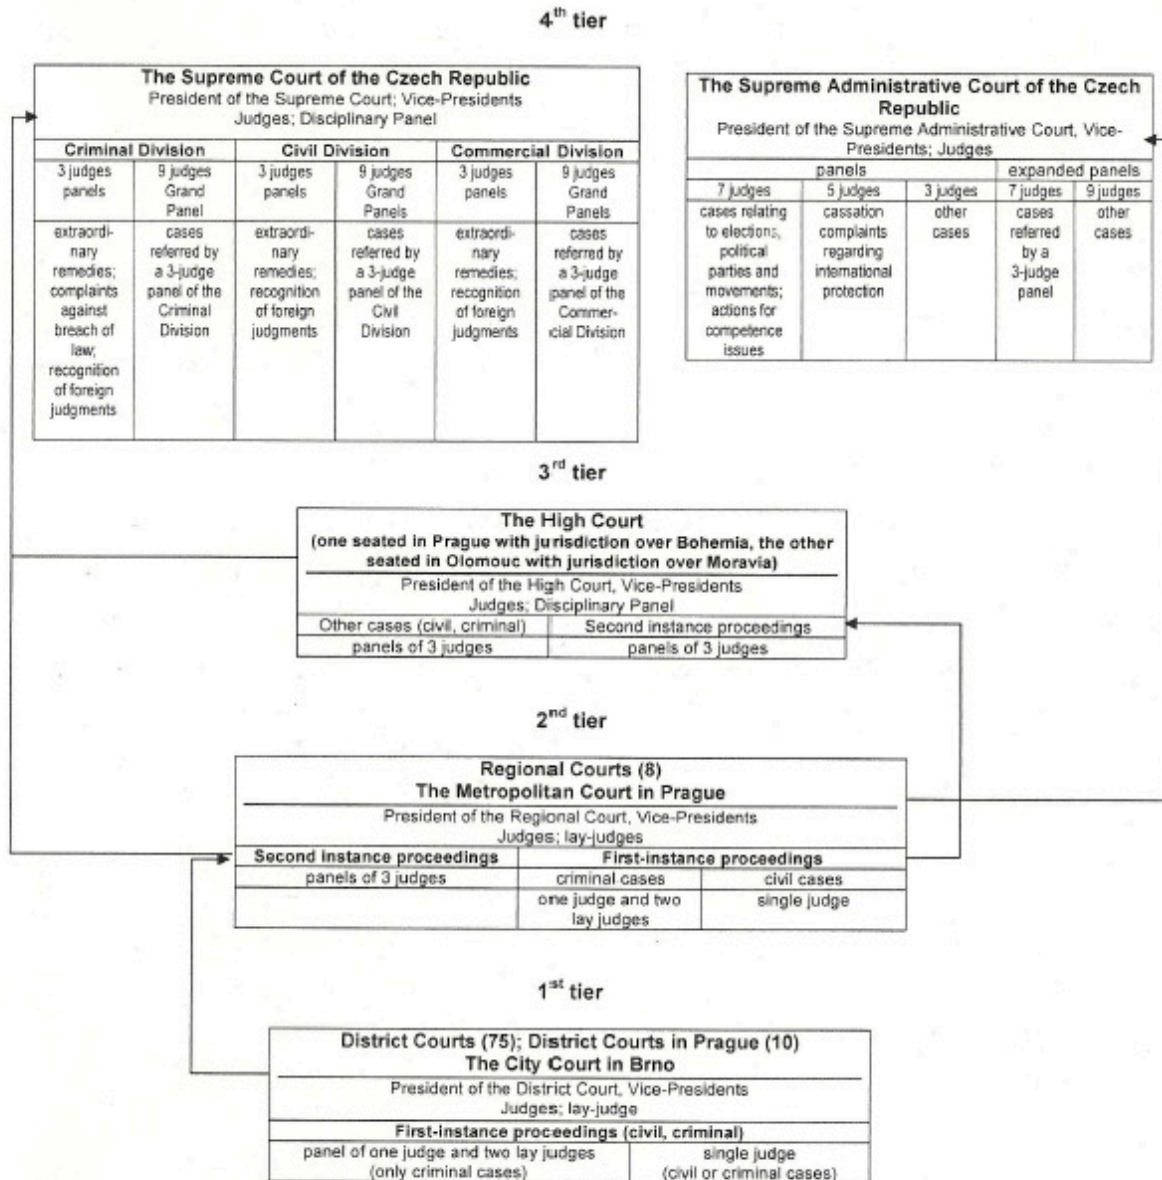 4th tier
The Supreme Court of the Czech Republic
President of the Supreme Court; Vice-Presidents
Judges; Disciplinary Panel
Criminal Division
Civil Division
Commercial Division
3 judges
panels
9 judges
Grand
Panel
3 judges
panels
9 judges
Grand
Panels
3 judges
panels
9 judges
Grand
Panels
extraordi-
nary
remedies;
complaints
against
breach of
law;
recognition
of foreign
judgments
cases
referred by
a 3-judge
panel of the
Criminal
Division
extraordi-
nary
remedies;
recognition
of foreign
judgments
cases
referred by
a 3-judge
panel of the
Civil
Division
extraordi-
nary
remedies;
recognition
of foreign
judgments
cases
referred by
a 3-judge
panel of the
Commer-
cial Division
The Supreme Administrative Court of the Czech
Republic
President of the Supreme Administrative Court, Vice-
Presidents; Judges
panels
expanded panels
7 judges
5 judges
3 judges
7 judges
9 judges
cases relating
to elections,
political
parties and
movements;
actions for
competence
issues
cassation
complaints
regarding
international
protection
other
cases
cases
referred
by a
3-judge
panel
other
cases
3rd tier
The High Court
(one seated in Prague with jurisdiction over Bohemia, the other
seated in Olomouc with jurisdiction over Moravia)
President of the High Court, Vice-Presidents
Judges; Disciplinary Panel
Other cases (civil, criminal)
Second instance proceedings
panels of 3 judges
panels of 3 judges
2nd tier
Regional Courts (8)
The Metropolitan Court in Prague
President of the Regional Court, Vice-Presidents
Judges; lay-judges
Second instance proceedings
First-instance proceedings
panels of 3 judges
criminal cases
civil cases
one judge and two
lay judges
single judge
1st tier
District Courts (75); District Courts in Prague (10)
The City Court in Brno
President of the District Court, Vice-Presidents
Judges; lay-judge
First-instance proceedings (civil, criminal)
panel of one judge and two lay judges
(only criminal cases)
single judge
(civil or criminal cases)